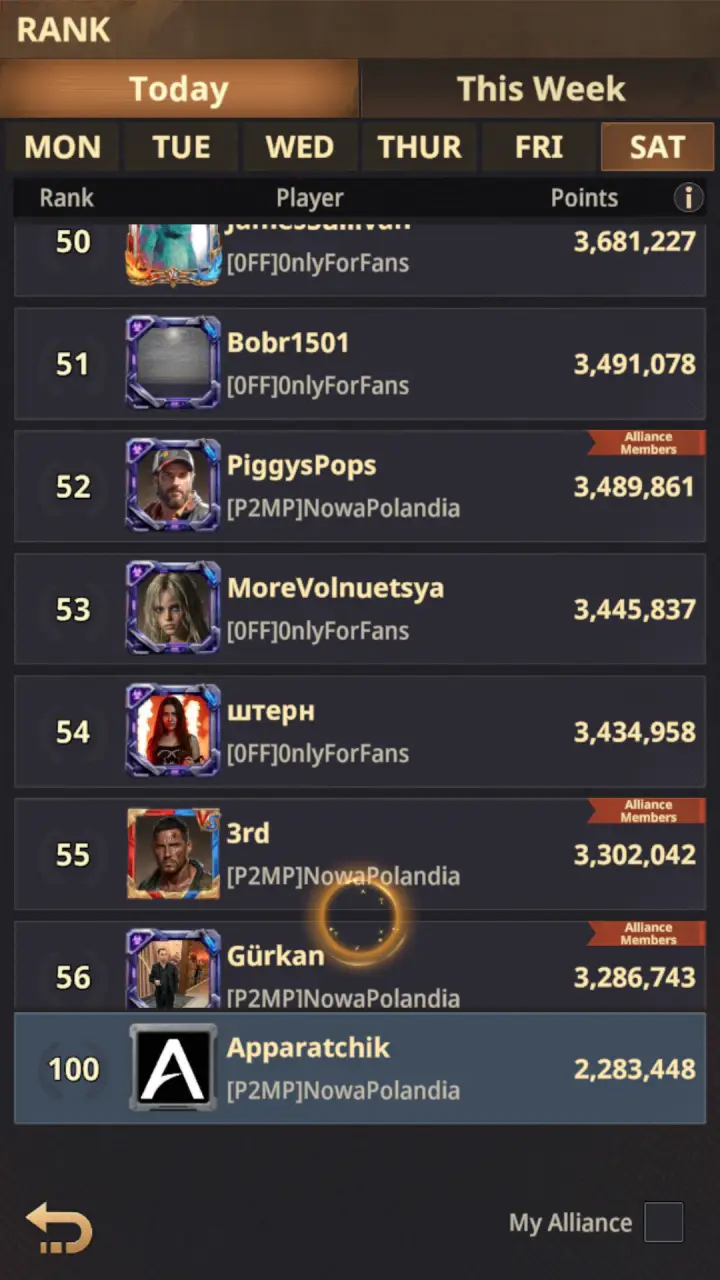 RANK
Today
This Week
MON TUE WED THUR FRI SAT
Rank Player Points i
50 JamesSullivan 3,681,227
[0FF]0nlyForFans
51 Bobr1501 3,491,078
[0FF]0nlyForFans
Alliance Members
52 PiggysPops 3,489,861
[P2MP]NowaPolandia
53 MoreVolnuetsya 3,445,837
[0FF]0nlyForFans
54 штерн 3,434,958
[0FF]0nlyForFans
Alliance Members
55 VS 3rd 3,302,042
[P2MP]NowaPolandia
Alliance Members
56 Gürkan 3,286,743
[P2MP]NowaPolandia
100 A Apparatchik 2,283,448
[P2MP]NowaPolandia
My Alliance